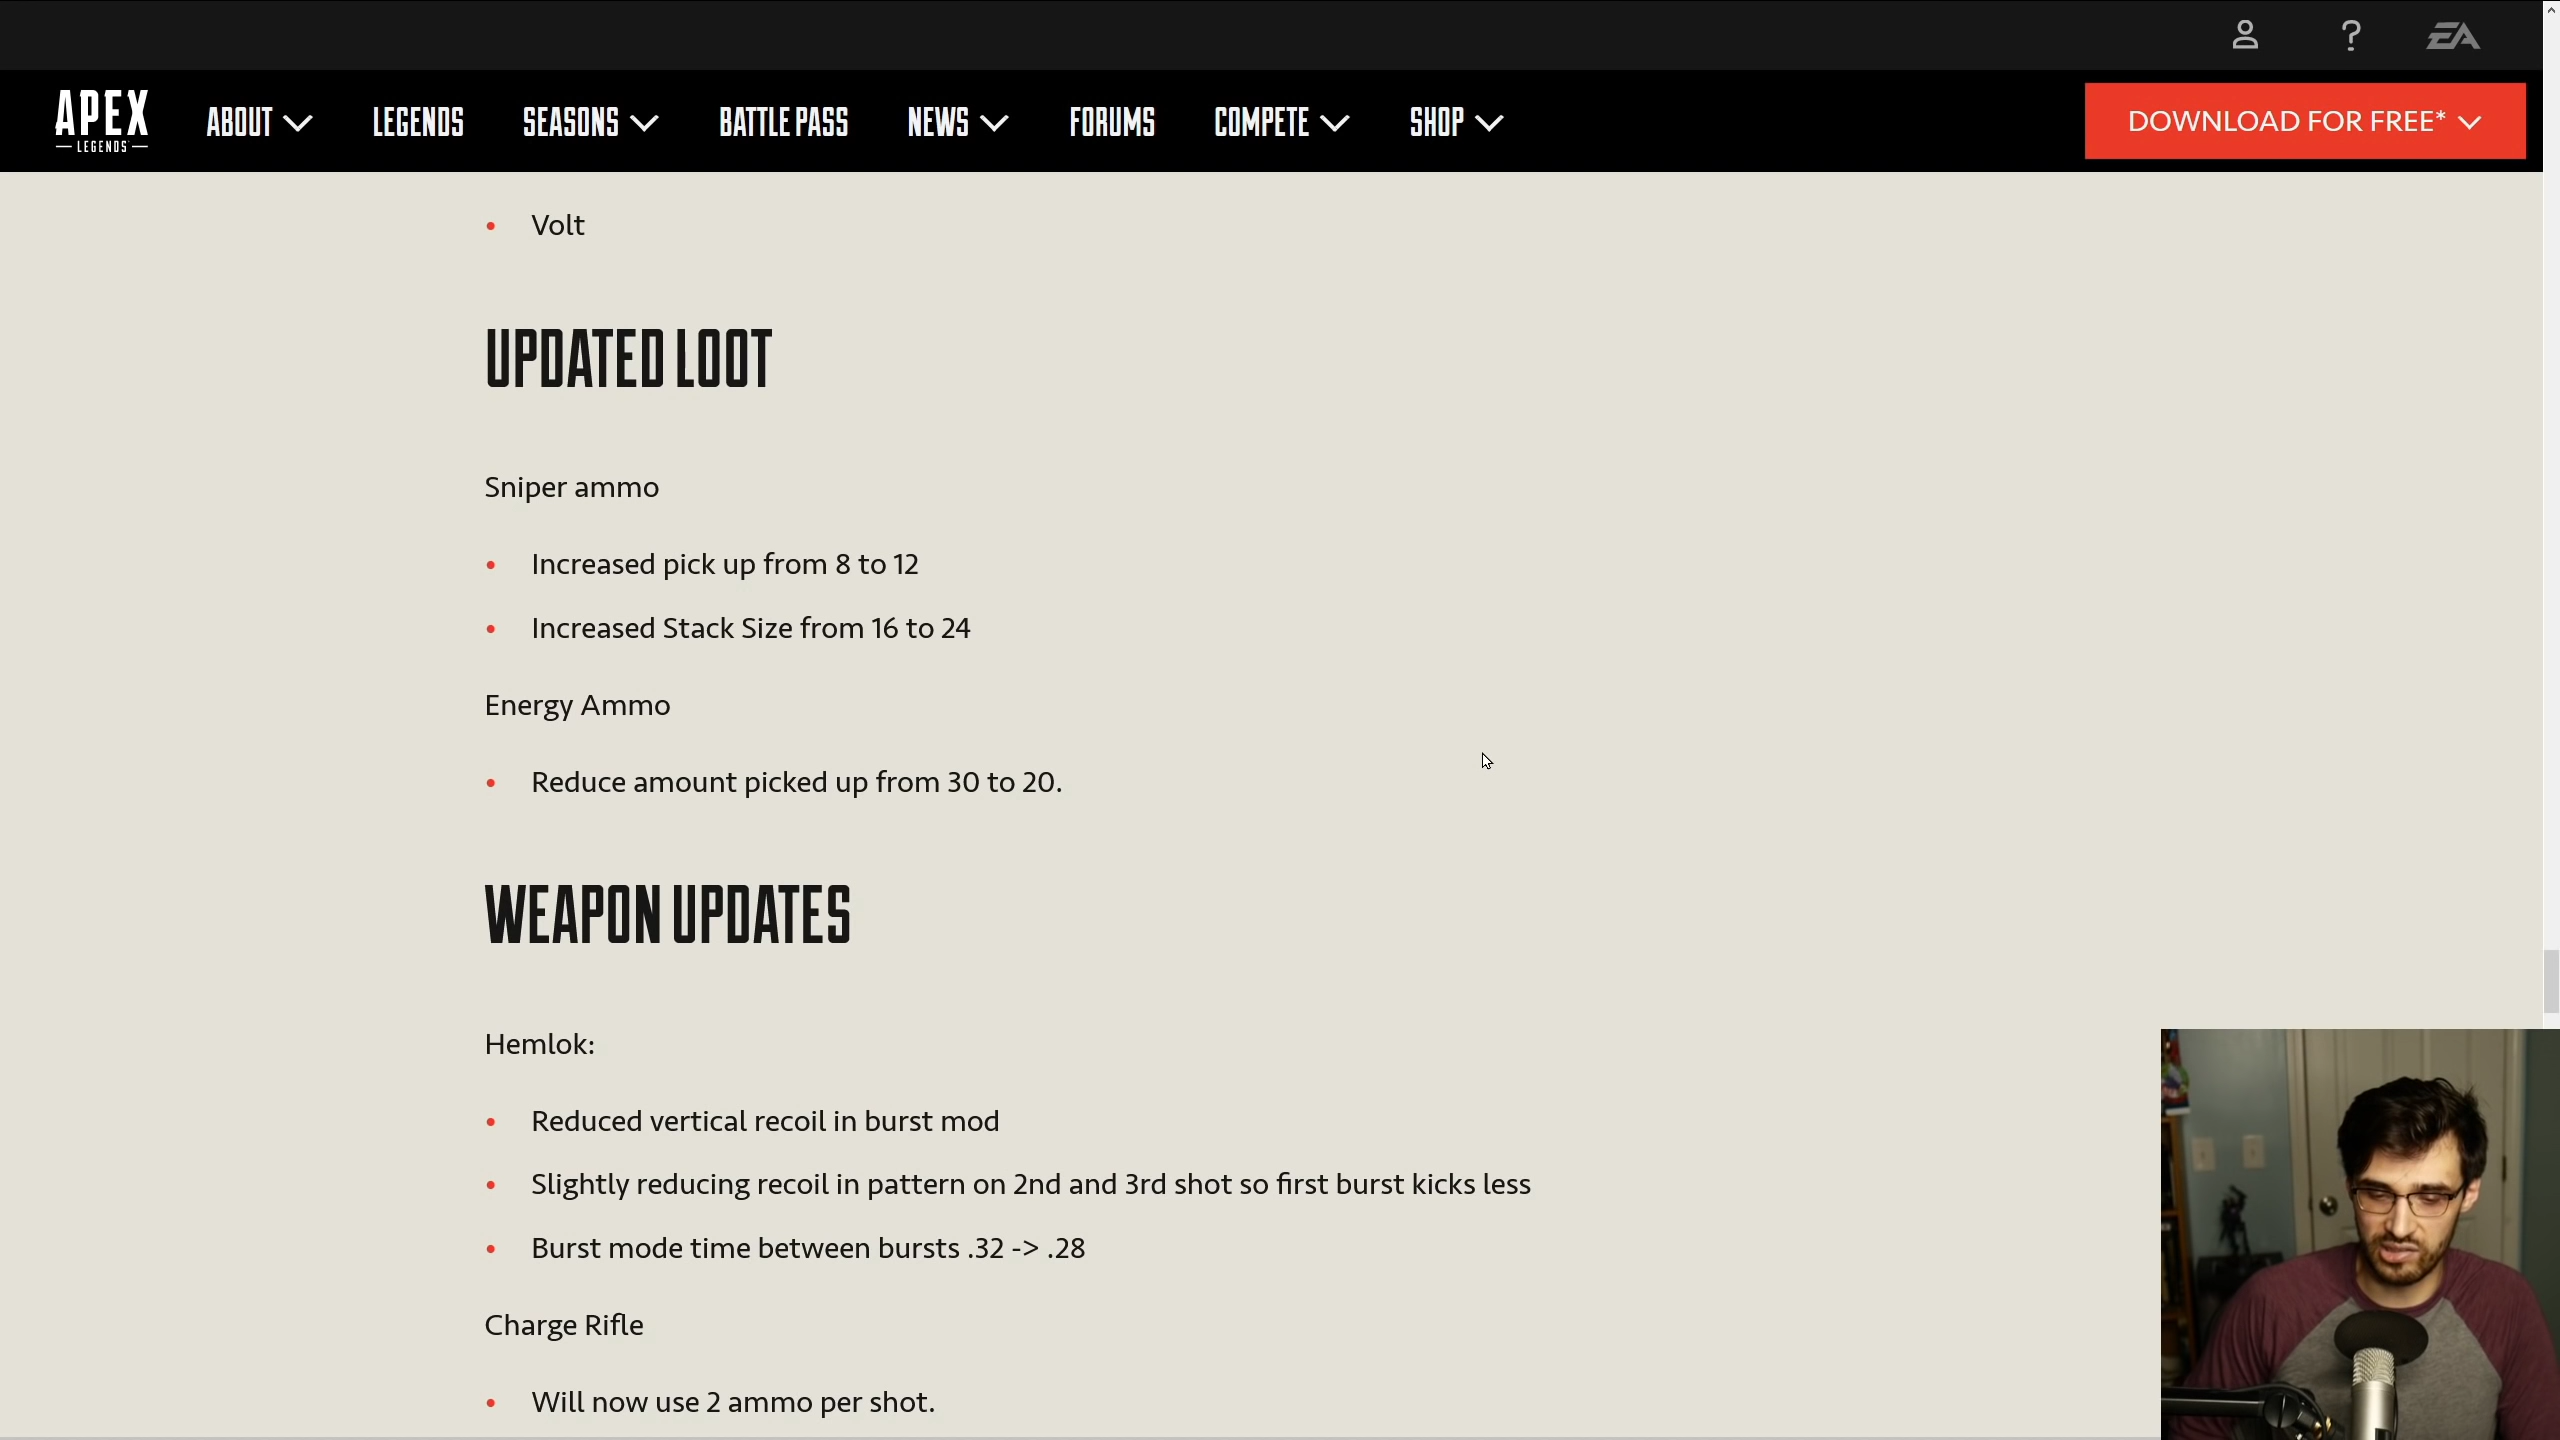 EA
APEX
LEGENDS
ABOUT
LEGENDS
SEASONS
BATTLE PASS
NEWS
FORUMS
COMPETE
SHOP
DOWNLOAD FOR FREE*
• Volt
UPDATED LOOT
Sniper ammo
• Increased pick up from 8 to 12
• Increased Stack Size from 16 to 24
Energy Ammo
• Reduce amount picked up from 30 to 20.
WEAPON UPDATES
Hemlok:
• Reduced vertical recoil in burst mod
• Slightly reducing recoil in pattern on 2nd and 3rd shot so first burst kicks less
• Burst mode time between bursts .32 -> .28
Charge Rifle
• Will now use 2 ammo per shot.